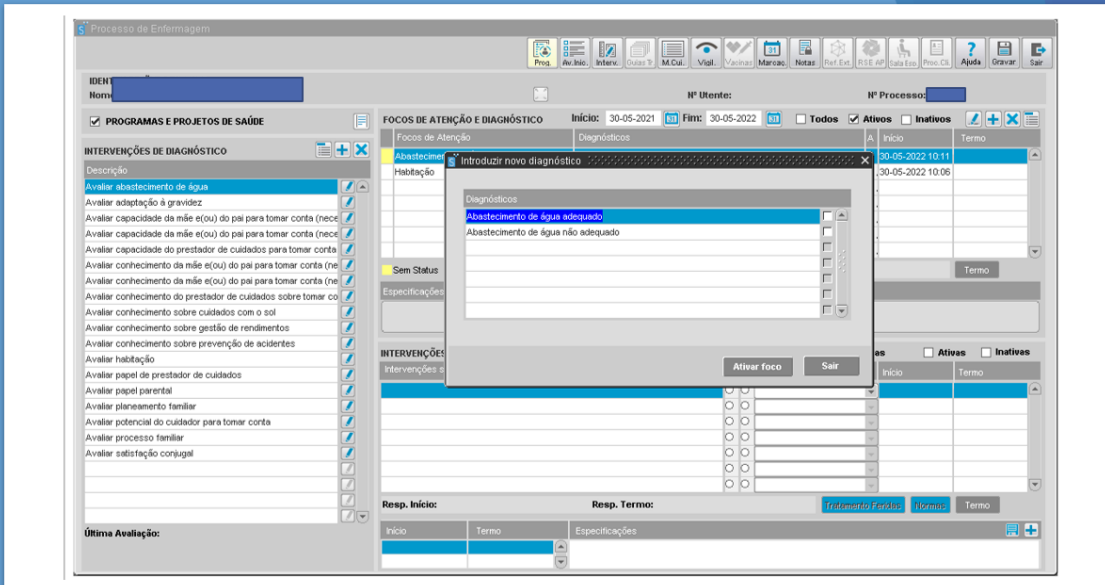 Processo de Enfermagem
Prog. Av.Inic. Interv. Guias Tr M.Cui. Vigil. Vacinas Marcaç. Notas Ref.Ext. RSE AP Sala Esp. Proc.Clí. Ajuda Gravar Sair
IDENT
Nom Nº Utente: Nº Processo:
PROGRAMAS E PROJETOS DE SAÚDE
FOCOS DE ATENÇÃO E DIAGNÓSTICO Início: 30-05-2021 Fim: 30-05-2022 Todos Ativos Inativos
Focos de Atenção Diagnósticos A Início Termo
Abastecimen 30-05-2022 10:11
Habitação 30-05-2022 10:06
INTERVENÇÕES DE DIAGNÓSTICO
Descrição
Avaliar abastecimento de água
Avaliar adaptação á gravidez
Avaliar capacidade da mãe e(ou) do pai para tomar conta (nece
Avaliar capacidade da mãe e(ou) do pai para tomar conta (nece
Avaliar capacidade do prestador de cuidados para tomar conta
Avaliar conhecimento da mãe e(ou) do pai para tomar conta (ne
Avaliar conhecimento da mãe e(ou) do pai para tomar conta (ne
Avaliar conhecimento do prestador de cuidados sobre tomar co
Avaliar conhecimento sobre cuidados com o sol
Avaliar conhecimento sobre gestão de rendimentos
Avaliar conhecimento sobre prevenção de acidentes
Avaliar habitação
Avaliar papel de prestador de cuidados
Avaliar papel parental
Avaliar planeamento familiar
Avaliar potencial do cuidador para tomar conta
Avaliar processo familiar
Avaliar satisfação conjugal
Última Avaliação:
Introduzir novo diagnóstico
Diagnósticos
Abastecimento de água adequado
Abastecimento de água não adequado
Ativar foco Sair
Sem Status Termo
Especificações
INTERVENÇÕES as Ativas Inativas
Intervenções s Início Termo
Resp. Início: Resp. Termo: Tratamento Feridas Normas Termo
Início Termo Especificações